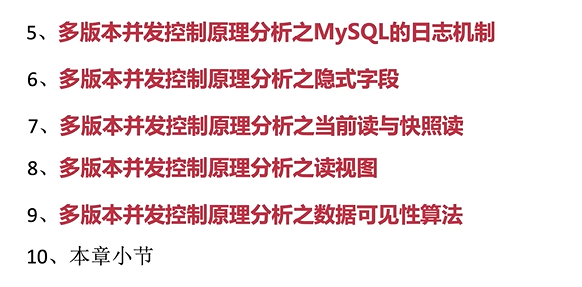 5、多版本并发控制原理分析之MySQL的日志机制
6、多版本并发控制原理分析之隐式字段
7、多版本并发控制原理分析之当前读与快照读
8、多版本并发控制原理分析之读视图
9、多版本并发控制原理分析之数据可见性算法
10、本章小节